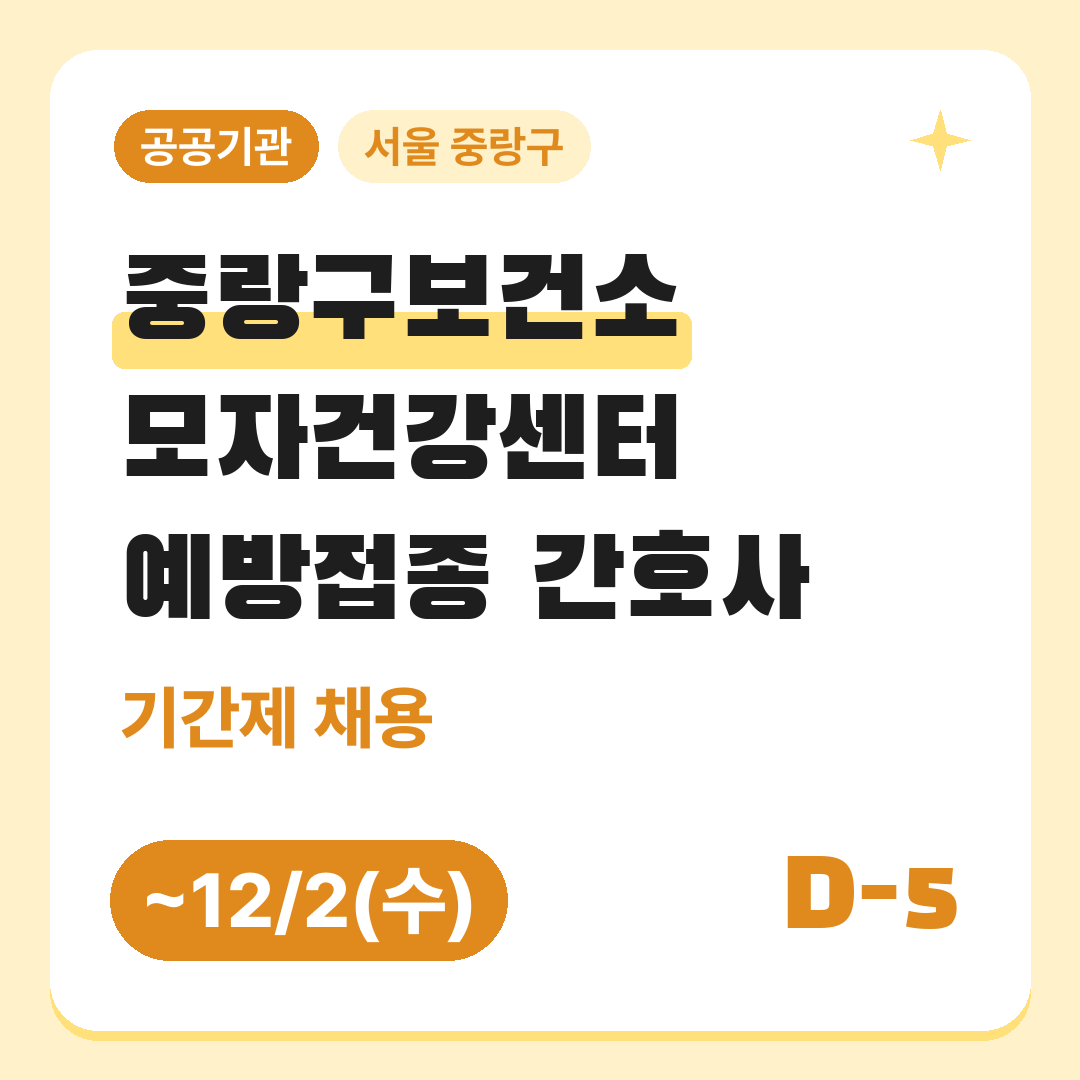 공공기관 서울 중랑구
중랑구보건소
모자건강센터
예방접종 간호사
기간제 채용
~12/2(수) D-5